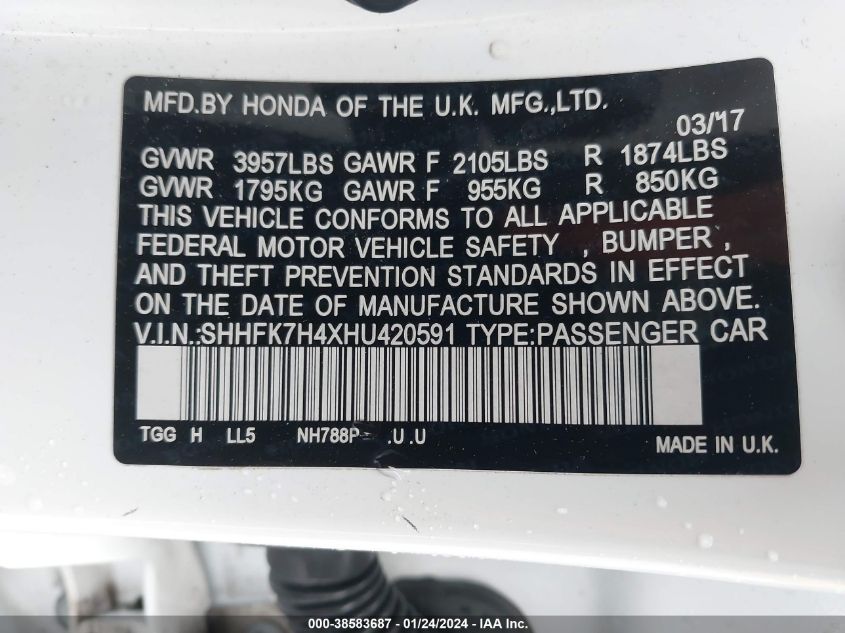 MFD.BY HONDA OF THE U.K. MFG.,LTD.
03/17
GVWR 3957LBS GAWR F 2105LBS R 1874LBS
GVWR 1795KG GAWR F 955KG R 850KG
THIS VEHICLE CONFORMS TO ALL APPLICABLE
FEDERAL MOTOR VEHICLE SAFETY , BUMPER ,
AND THEFT PREVENTION STANDARDS IN EFFECT
ON THE DATE OF MANUFACTURE SHOWN ABOVE.
V.I.N.:SHHFK7H4XHU420591 TYPE:PASSENGER CAR
TGG H LL5 NH788P- .U .U
MADE IN U.K.
000-38583687 - 01/24/2024 - IAA Inc.